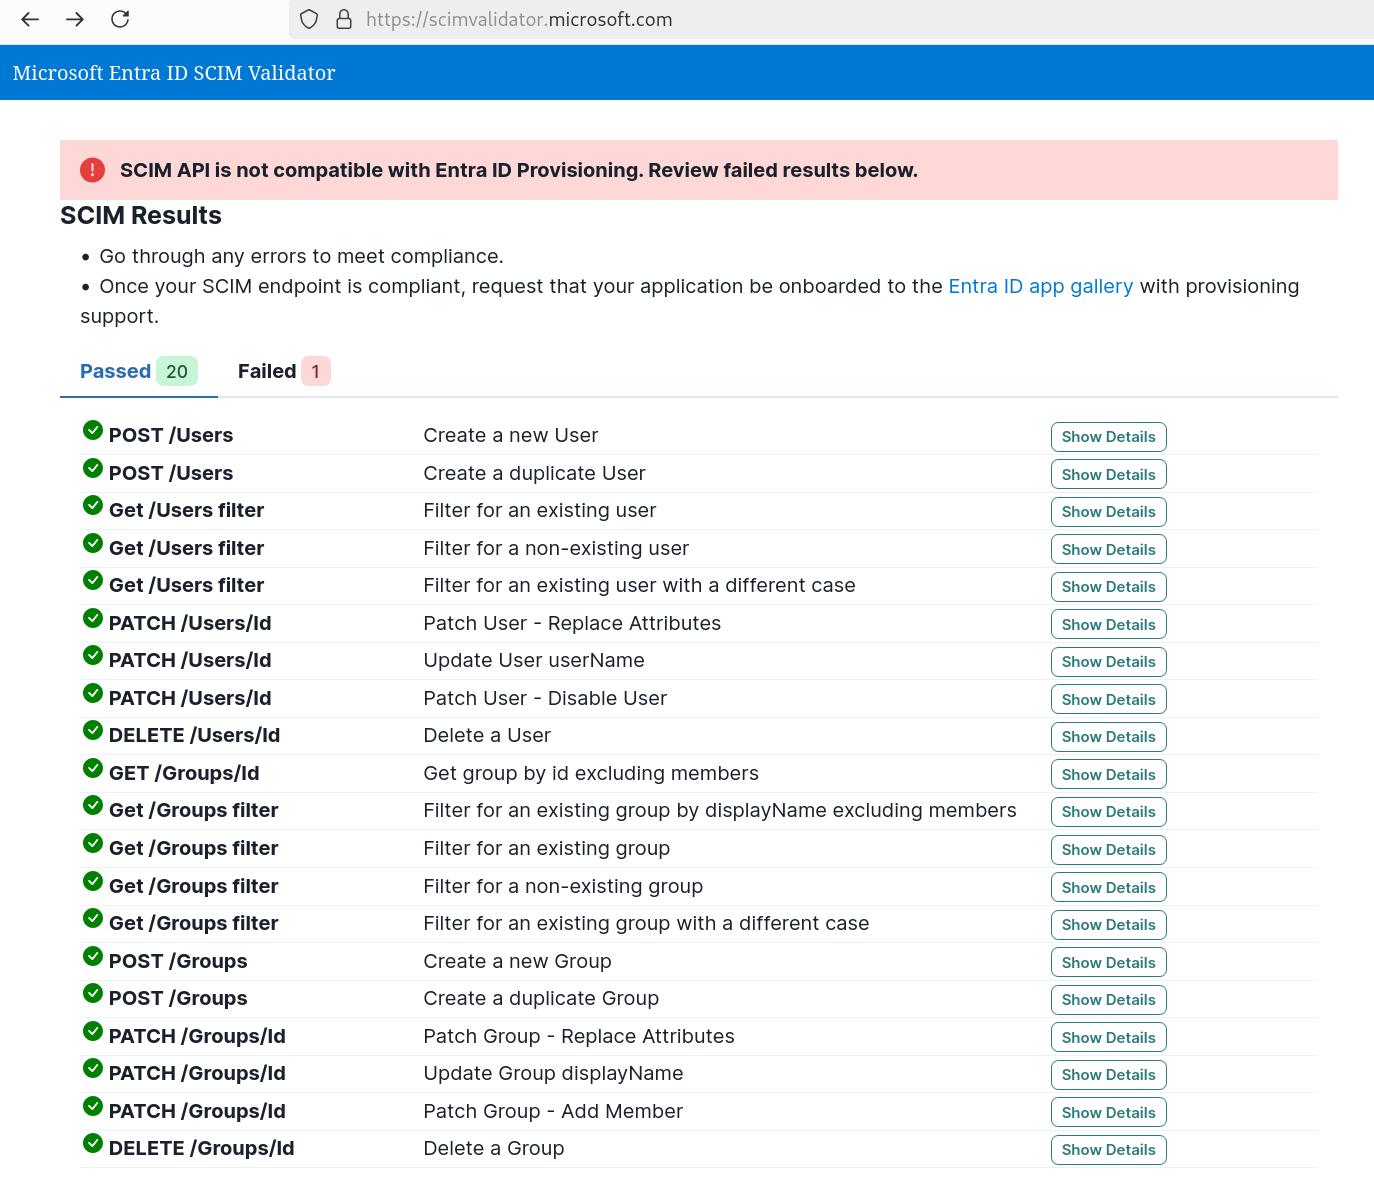 https://scimvalidator.microsoft.com
Microsoft Entra ID SCIM Validator
SCIM API is not compatible with Entra ID Provisioning. Review failed results below.
SCIM Results
• Go through any errors to meet compliance.
• Once your SCIM endpoint is compliant, request that your application be onboarded to the Entra ID app gallery with provisioning
support.
Passed 20 Failed 1
POST /Users Create a new User Show Details
POST /Users Create a duplicate User Show Details
Get /Users filter Filter for an existing user Show Details
Get /Users filter Filter for a non-existing user Show Details
Get /Users filter Filter for an existing user with a different case Show Details
PATCH /Users/Id Patch User - Replace Attributes Show Details
PATCH /Users/Id Update User userName Show Details
PATCH /Users/Id Patch User - Disable User Show Details
DELETE /Users/Id Delete a User Show Details
GET /Groups/Id Get group by id excluding members Show Details
Get /Groups filter Filter for an existing group by displayName excluding members Show Details
Get /Groups filter Filter for an existing group Show Details
Get /Groups filter Filter for a non-existing group Show Details
Get /Groups filter Filter for an existing group with a different case Show Details
POST /Groups Create a new Group Show Details
POST /Groups Create a duplicate Group Show Details
PATCH /Groups/Id Patch Group - Replace Attributes Show Details
PATCH /Groups/Id Update Group displayName Show Details
PATCH /Groups/Id Patch Group - Add Member Show Details
DELETE /Groups/Id Delete a Group Show Details